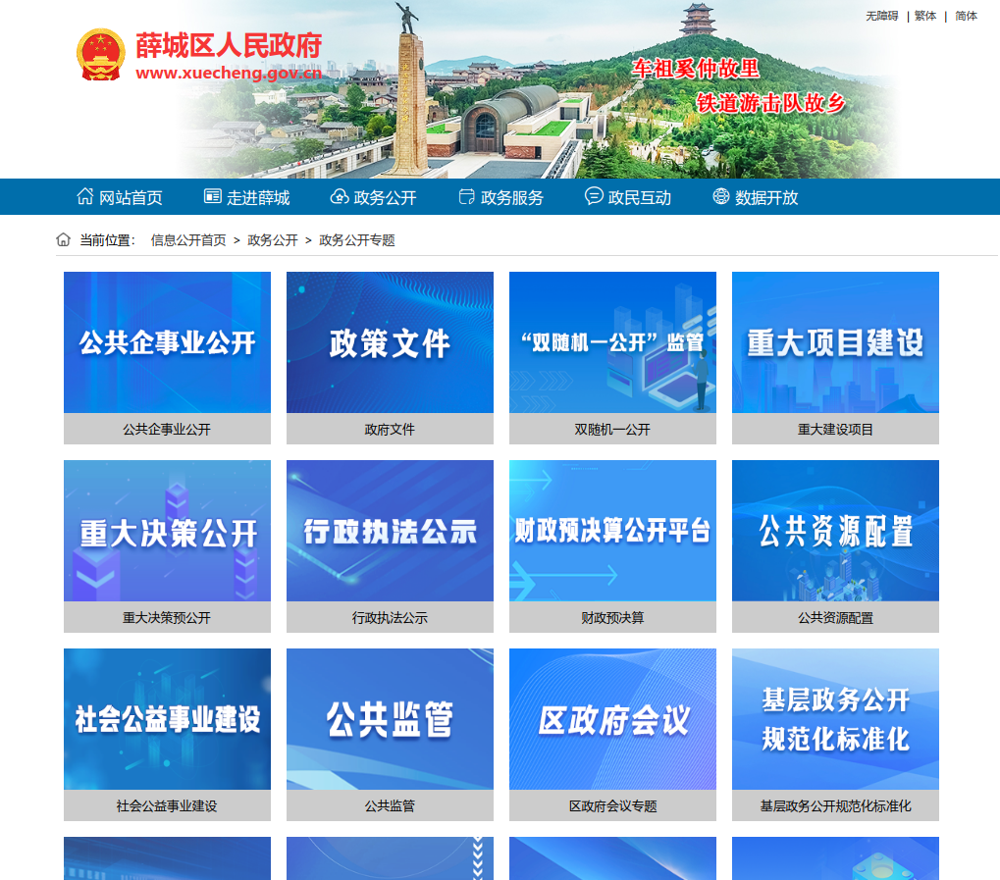 无障碍 | 繁体 | 简体
薛城区人民政府
www.xuecheng.gov.cn
车祖奚仲故里
铁道游击队故乡
网站首页 走进薛城 政务公开 政务服务 政民互动 数据开放
当前位置： 信息公开首页 > 政务公开 > 政务公开专题
公共企事业公开
公共企事业公开
政策文件
政府文件
“双随机一公开”监管
双随机一公开
重大项目建设
重大建设项目
重大决策公开
重大决策预公开
行政执法公示
行政执法公示
财政预决算公开平台
财政预决算
公共资源配置
公共资源配置
社会公益事业建设
社会公益事业建设
公共监管
公共监管
区政府会议
区政府会议专题
基层政务公开
规范化标准化
基层政务公开规范化标准化